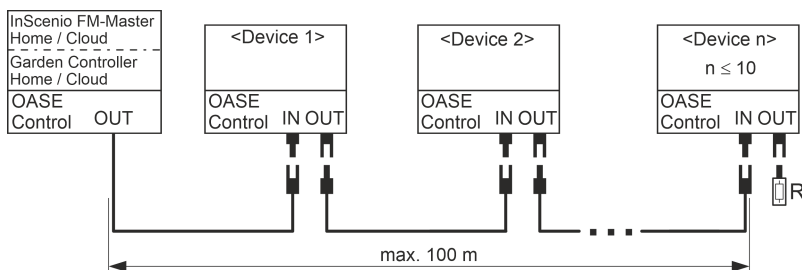 InScenio FM-Master
Home / Cloud
Garden Controller
Home / Cloud
OASE
Control OUT
<Device 1>
OASE
Control IN OUT
<Device 2>
OASE
Control IN OUT
<Device n>
n ≤ 10
OASE
Control IN OUT
R
max. 100 m